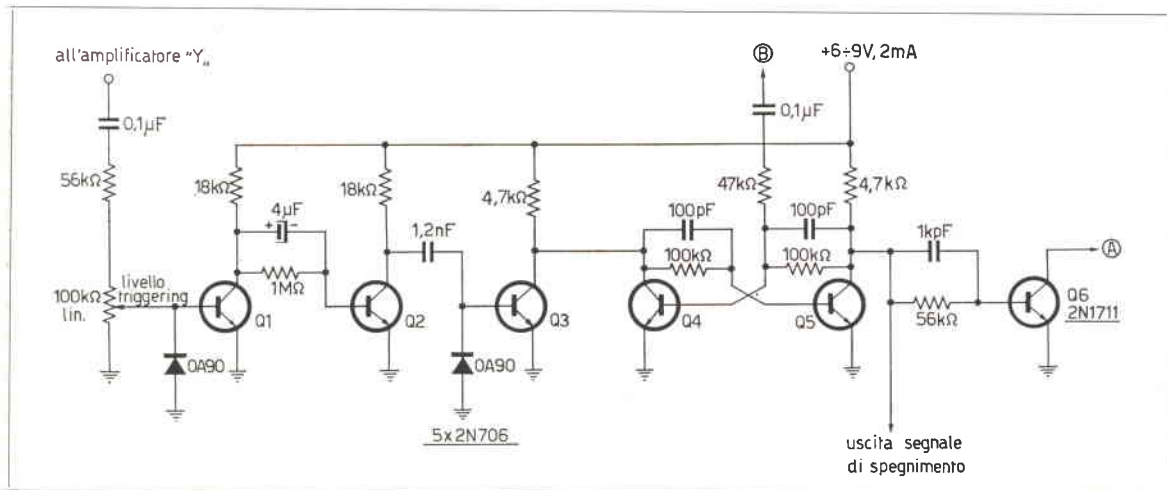 all'amplificatore "Y„
0,1µF
56kΩ
100kΩ
lin.
livello
triggering
OA90
18kΩ
4µF
+ -
1MΩ
Q1
18kΩ
Q2
1,2nF
OA90
5x2N706
4,7kΩ
Q3
100pF
100kΩ
Q4
B
0,1µF
47kΩ
100pF
100kΩ
+6÷9V, 2mA
4,7kΩ
Q5
1kpF
56kΩ
A
Q6
2N1711
uscita segnale
di spegnimento